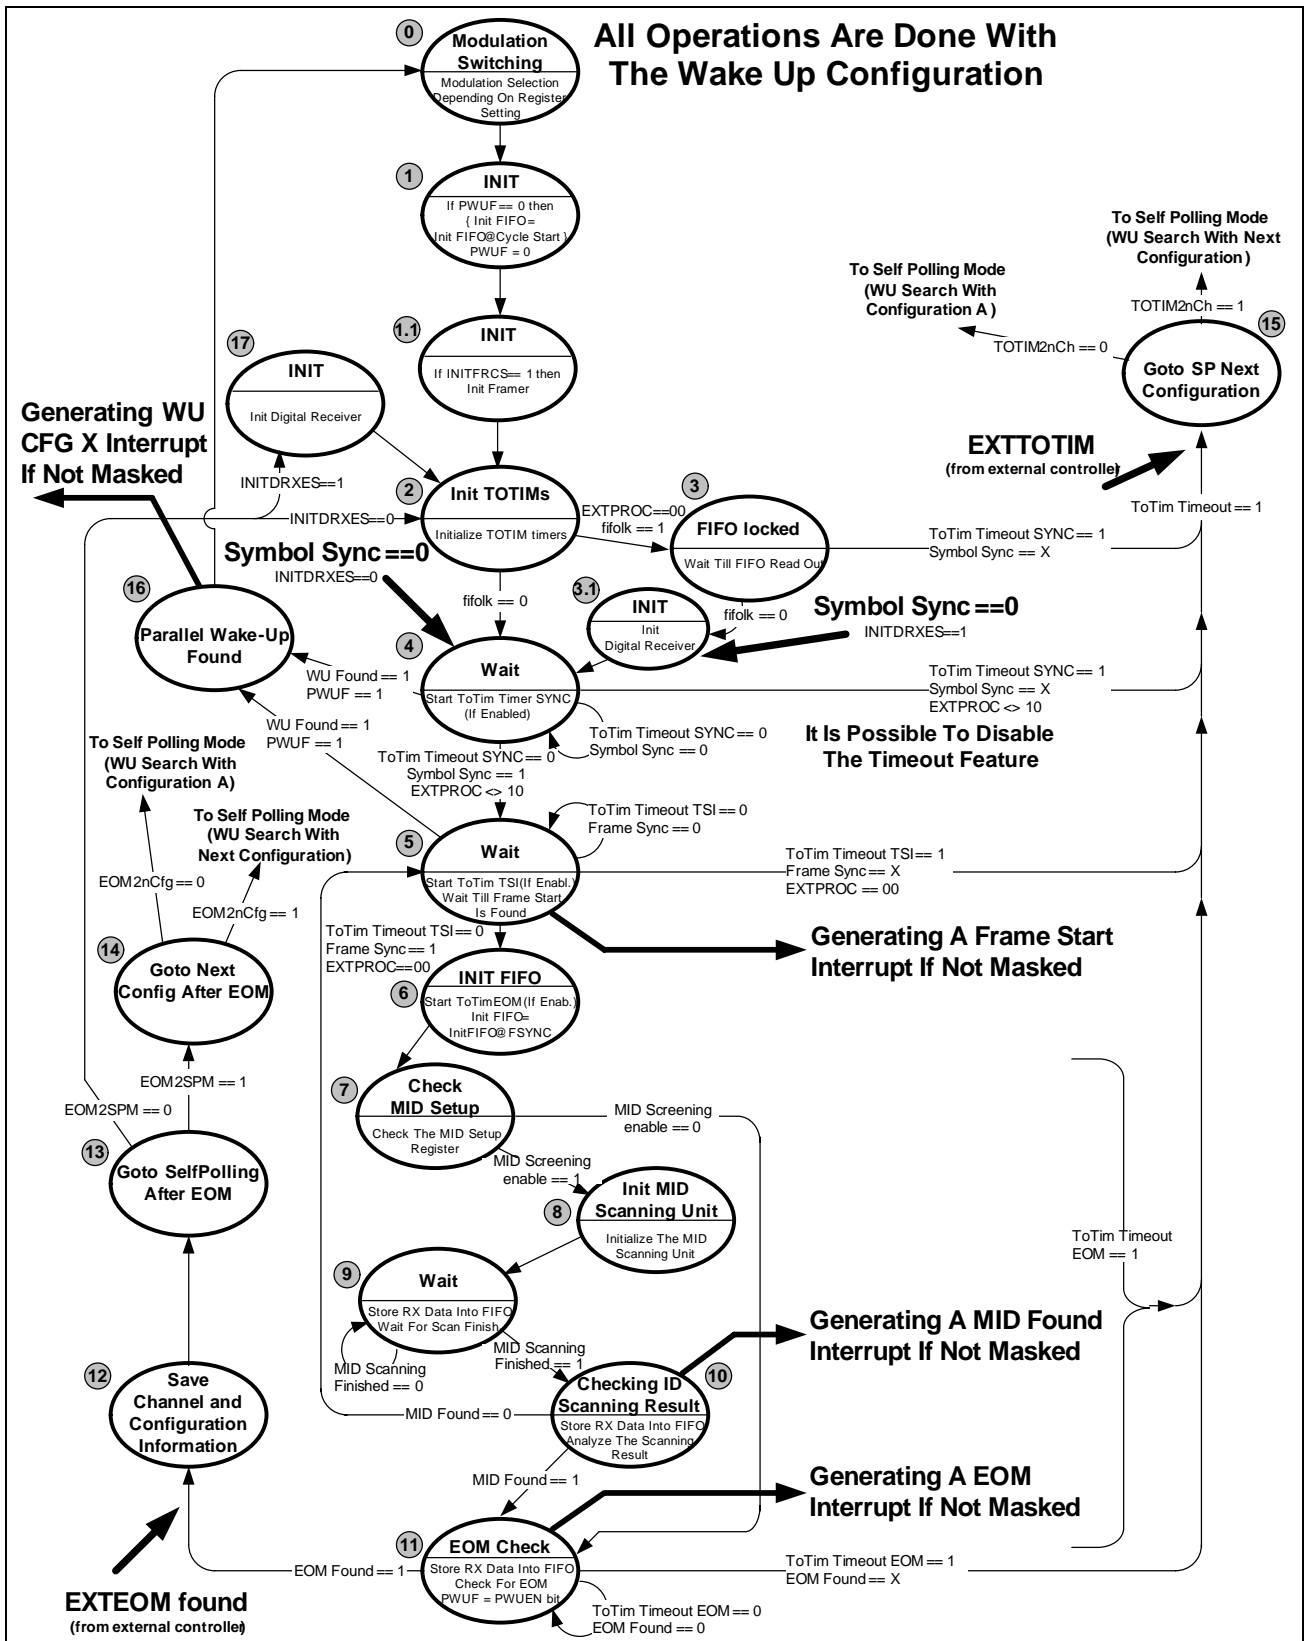 All Operations Are Done With
The Wake Up Configuration
0
Modulation
Switching
Modulation Selection
Depending On Register
Setting
1
INIT
If PWUF== 0 then
{ Init FIFO=
Init FIFO@Cycle Start }
PWUF = 0
To Self Polling Mode
(WU Search With Next
Configuration)
To Self Polling Mode
(WU Search With
Configuration A )
TOTIM2nCh == 1
TOTIM2nCh == 0
15
Goto SP Next
Configuration
1.1
INIT
If INITFRCS== 1 then
Init Framer
17
INIT
Init Digital Receiver
Generating WU
CFG X Interrupt
If Not Masked
EXTTOTIM
(from external controller)
ToTim Timeout == 1
INITDRXES==1
INITDRXES==0
2
Init TOTIMs
Initialize TOTIM timers
EXTPROC==00
fifolk == 1
3
FIFO locked
Wait Till FIFO Read Out
ToTim Timeout SYNC== 1
Symbol Sync == X
Symbol Sync ==0
INITDRXES==0
fifolk == 0
fifolk == 0
3.1
INIT
Init
Digital Receiver
Symbol Sync ==0
INITDRXES==1
16
Parallel Wake-Up
Found
WU Found== 1
PWUF == 1
4
Wait
Start ToTim Timer SYNC
(If Enabled)
ToTim Timeout SYNC== 1
Symbol Sync == X
EXTPROC <> 10
WU Found== 1
PWUF == 1
ToTim Timeout SYNC== 0
Symbol Sync == 0
It Is Possible To Disable
The Timeout Feature
ToTim Timeout SYNC== 0
Symbol Sync == 1
EXTPROC <> 10
To Self Polling Mode
(WU Search With
Configuration A)
To Self Polling Mode
(WU Search With
Next Configuration)
ToTim Timeout TSI== 0
Frame Sync== 0
5
Wait
Start ToTim TSI(If Enabl.)
Wait Till Frame Start
Is Found
ToTim Timeout TSI== 1
Frame Sync== X
EXTPROC == 00
EOM2nCfg== 0
EOM2nCfg== 1
ToTim Timeout TSI== 0
Frame Sync== 1
EXTPROC==00
Generating A Frame Start
Interrupt If Not Masked
14
Goto Next
Config After EOM
6
INIT FIFO
Start ToTimEOM(If Enab.)
Init FIFO=
InitFIFO@FSYNC
EOM2SPM == 1
EOM2SPM == 0
7
Check
MID Setup
Check The MID Setup
Register
MID Screening
enable == 0
MID Screening
enable == 1
13
Goto SelfPolling
After EOM
8
Init MID
Scanning Unit
Initialize The MID
Scanning Unit
ToTim Timeout
EOM == 1
9
Wait
Store RX Data Into FIFO
Wait For Scan Finish
MID Scanning
Finished == 0
MID Scanning
Finished== 1
Generating A MID Found
Interrupt If Not Masked
12
Save
Channel and
Configuration
Information
10
Checking ID
Scanning Result
Store RX Data Into FIFO
Analyze The Scanning
Result
MID Found== 0
MID Found== 1
Generating A EOM
Interrupt If Not Masked
11
EOM Check
Store RX Data Into FIFO
Check For EOM
PWUF = PWUEN bit
EOM Found == 1
ToTim Timeout EOM== 1
EOM Found == X
ToTim Timeout EOM== 0
EOM Found == 0
EXTEOM found
(from external controller)